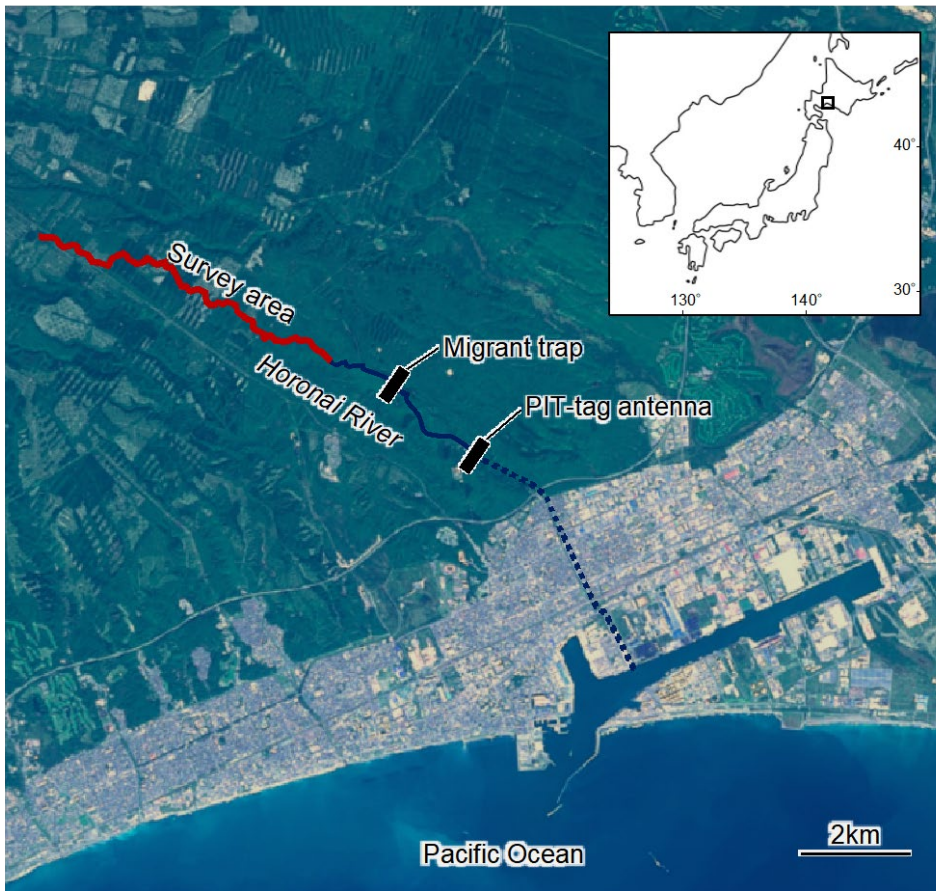 40°
30°
130°
140°
Survey area
Migrant trap
Horonai River
PIT-tag antenna
2km
Pacific Ocean